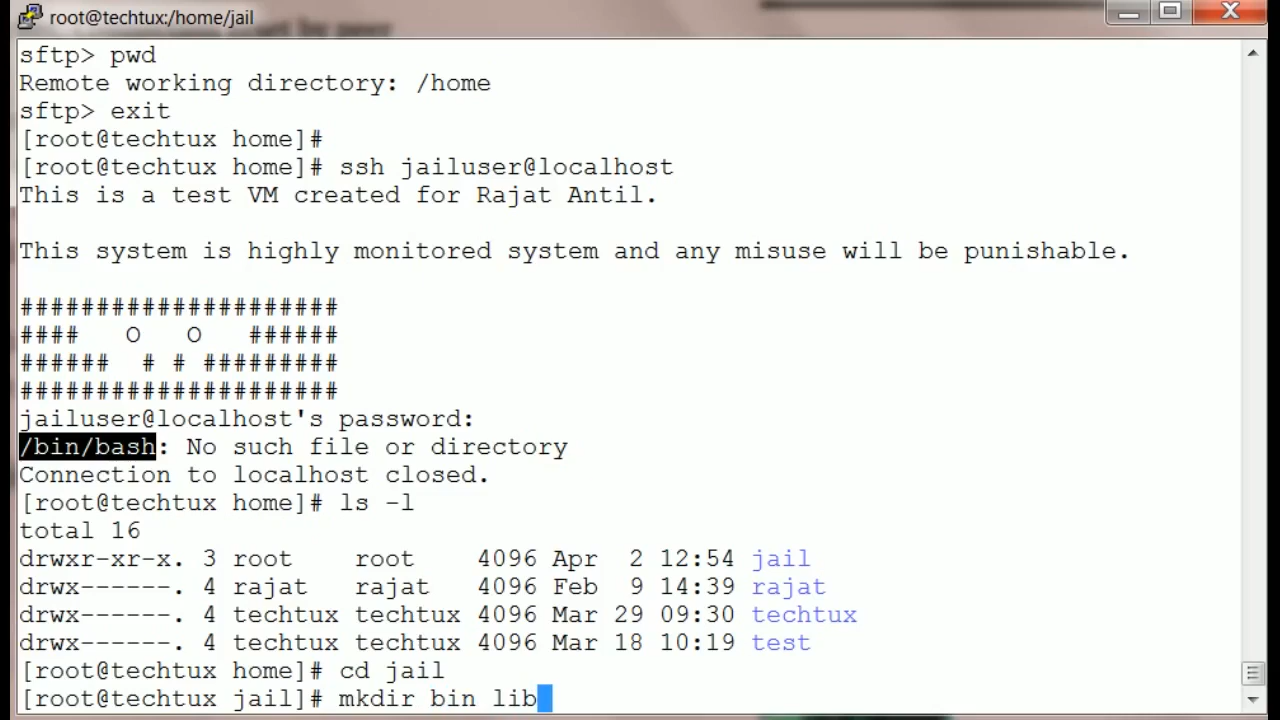 root@techtux:/home/jail
sftp> pwd
Remote working directory: /home
sftp> exit
[root@techtux home]#
[root@techtux home]# ssh jailuser@localhost
This is a test VM created for Rajat Antil.
This system is highly monitored system and any misuse will be punishable.
#####################
####   O   O   ######
######  # # #########
#####################
jailuser@localhost's password:
/bin/bash: No such file or directory
Connection to localhost closed.
[root@techtux home]# ls -l
total 16
drwxr-xr-x. 3 root    root    4096 Apr  2 12:54 jail
drwx------. 4 rajat   rajat   4096 Feb  9 14:39 rajat
drwx------. 4 techtux techtux 4096 Mar 29 09:30 techtux
drwx------. 4 techtux techtux 4096 Mar 18 10:19 test
[root@techtux home]# cd jail
[root@techtux jail]# mkdir bin lib